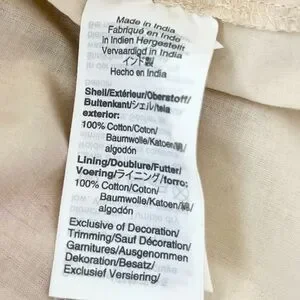 Made in India
Fabriqué en Inde
in Indien Hergestellt
Vervaardigd in India
インド製
Hecho en India
Shell/Extérieur/Oberstoff/
Buitenkant/シェル/tela
exterior:
100% Cotton/Coton/
Baumwolle/Katoen/綿/
algodón
Lining/Doublure/Futter/
Voering/ライニング/forro:
100% Cotton/Coton/
Baumwolle/Katoen/綿/
algodón
Exclusive of Decoration/
Trimming/Sauf Décoration/
Garnitures/Ausgenommen
Dekoration/Besatz/
Exclusief Versiering/